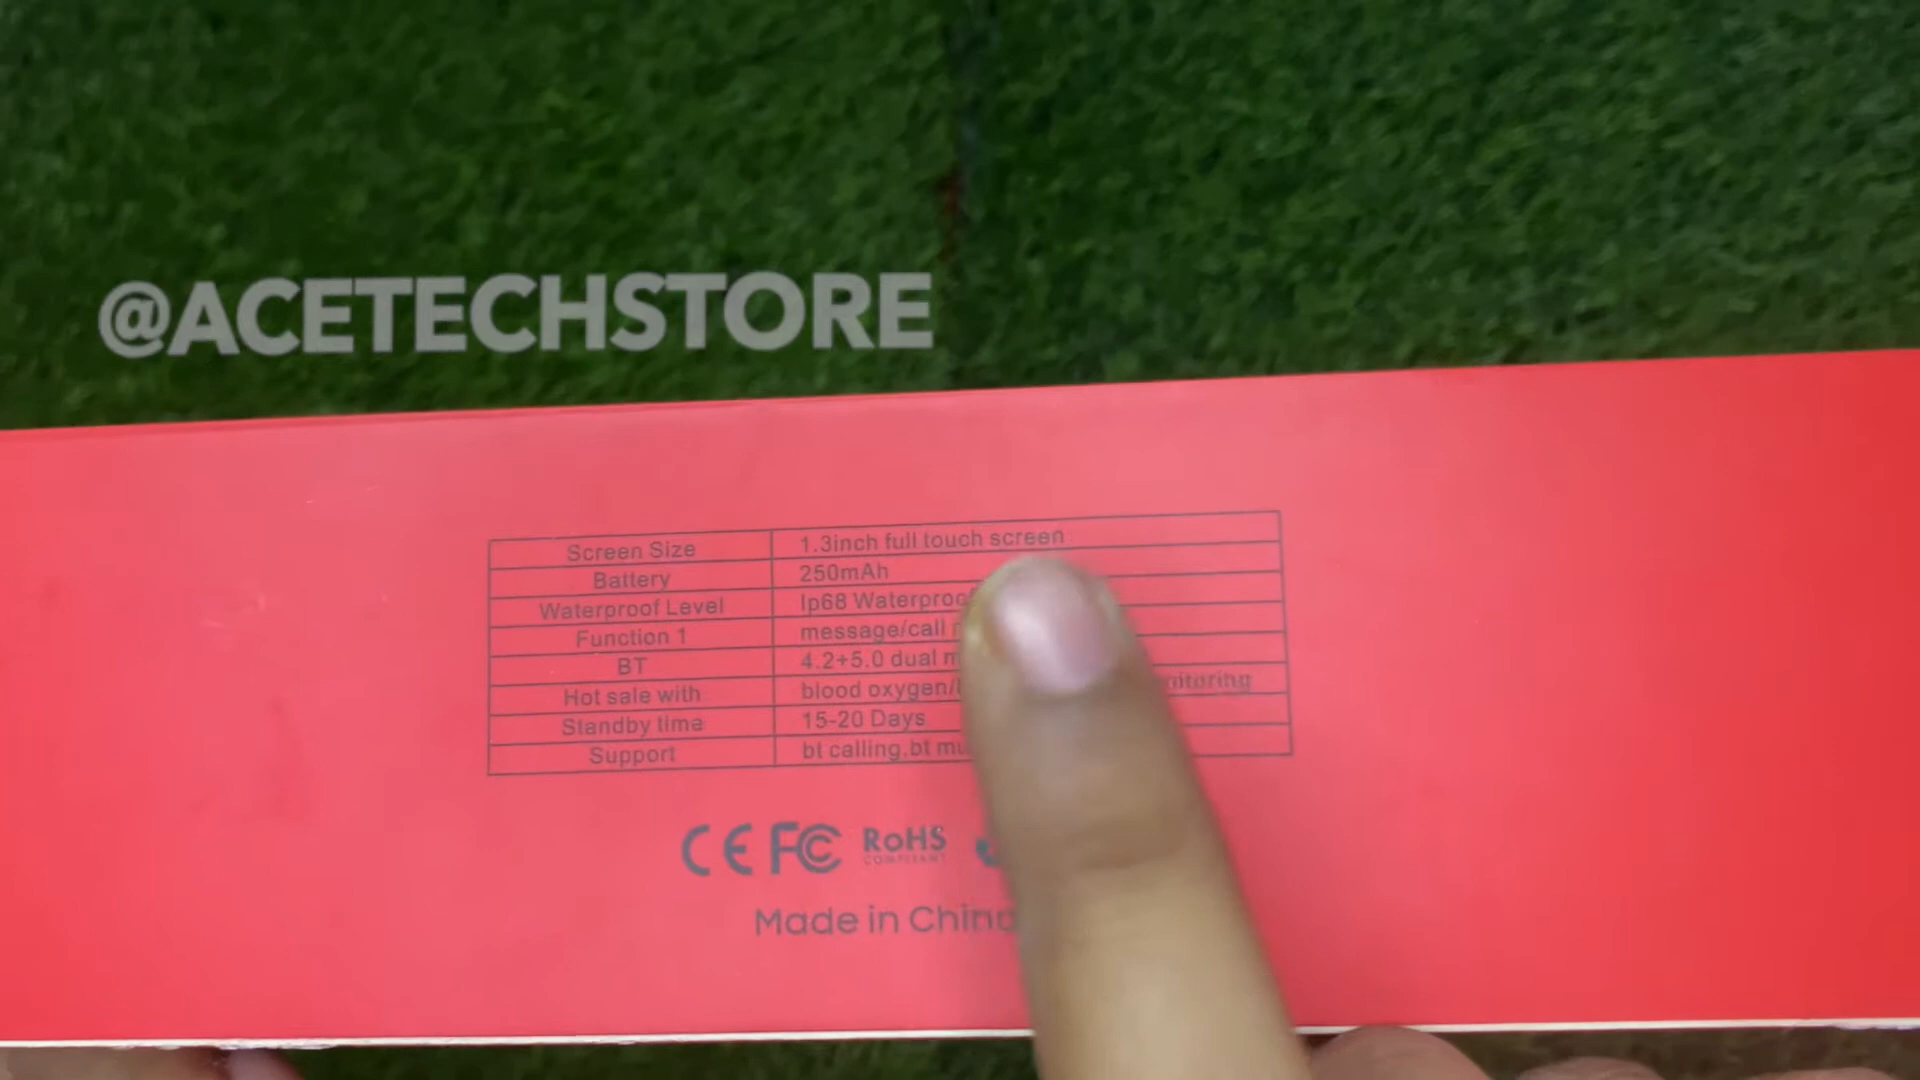 @ACETECHSTORE
Screen Size 1.3inch full touch screen
Battery 250mAh
Waterproof Level Ip68
Function 1 message/call
BT 4.2+5.0 dual
Hot sale with blood oxygen/
Standby time 15-20 Days
Support bt calling,bt
CE FC RoHS
COMPLIANT
Made in